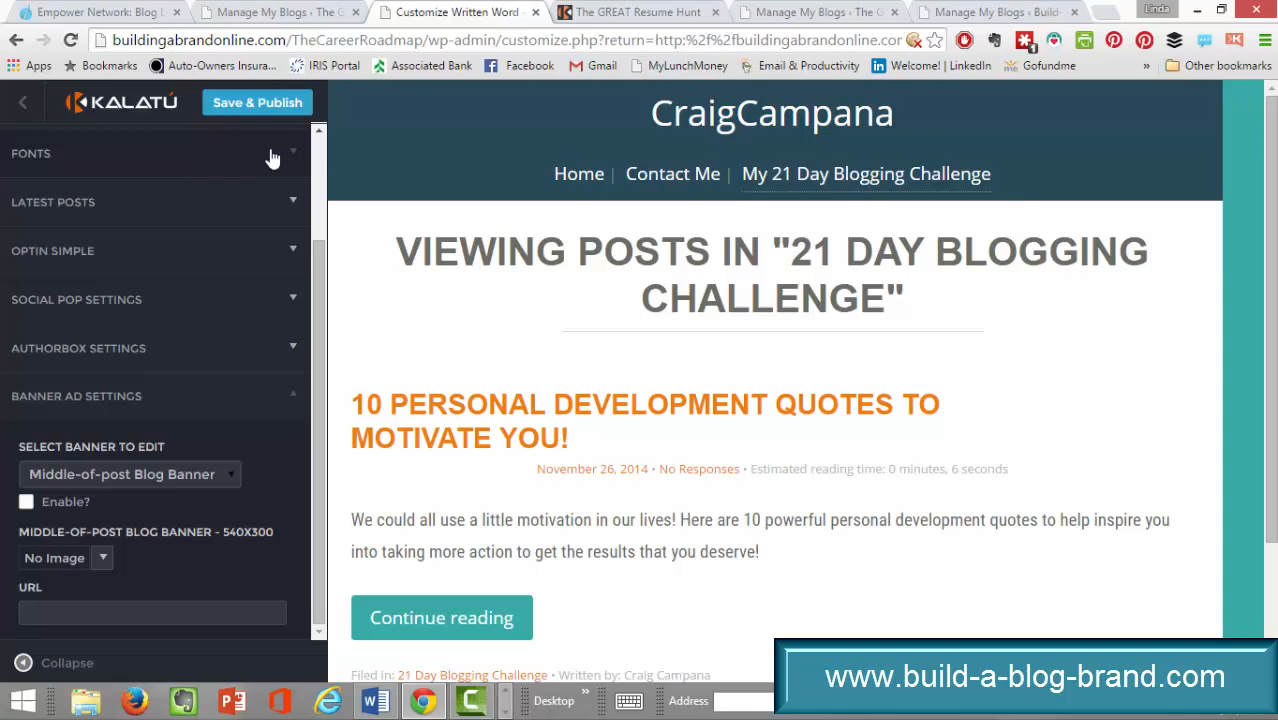 Empower Network: Blog L
Manage My Blogs ‹ The G
Customize Written Word -
The GREAT Resume Hunt
Manage My Blogs ‹ The G
Manage My Blogs ‹ Build-
Linda
buildingabrandonline.com/TheCareerRoadmap/wp-admin/customize.php?return=http:%2f%2fbuildingabrandonline.cor
Apps Bookmarks Auto-Owners Insura... IRIS Portal Associated Bank Facebook Gmail MyLunchMoney Email & Productivity Welcome! | LinkedIn Gofundme » Other bookmarks
KALATÚ
Save & Publish
FONTS
LATEST POSTS
OPTIN SIMPLE
SOCIAL POP SETTINGS
AUTHORBOX SETTINGS
BANNER AD SETTINGS
SELECT BANNER TO EDIT
Middle-of-post Blog Banner
Enable?
MIDDLE-OF-POST BLOG BANNER - 540X300
No Image
URL
Collapse
CraigCampana
Home | Contact Me | My 21 Day Blogging Challenge
VIEWING POSTS IN "21 DAY BLOGGING
CHALLENGE"
10 PERSONAL DEVELOPMENT QUOTES TO
MOTIVATE YOU!
November 26, 2014 • No Responses • Estimated reading time: 0 minutes, 6 seconds
We could all use a little motivation in our lives! Here are 10 powerful personal development quotes to help inspire you
into taking more action to get the results that you deserve!
Continue reading
Filed in: 21 Day Blogging Challenge • Written by: Craig Campana
www.build-a-blog-brand.com
Desktop » Address